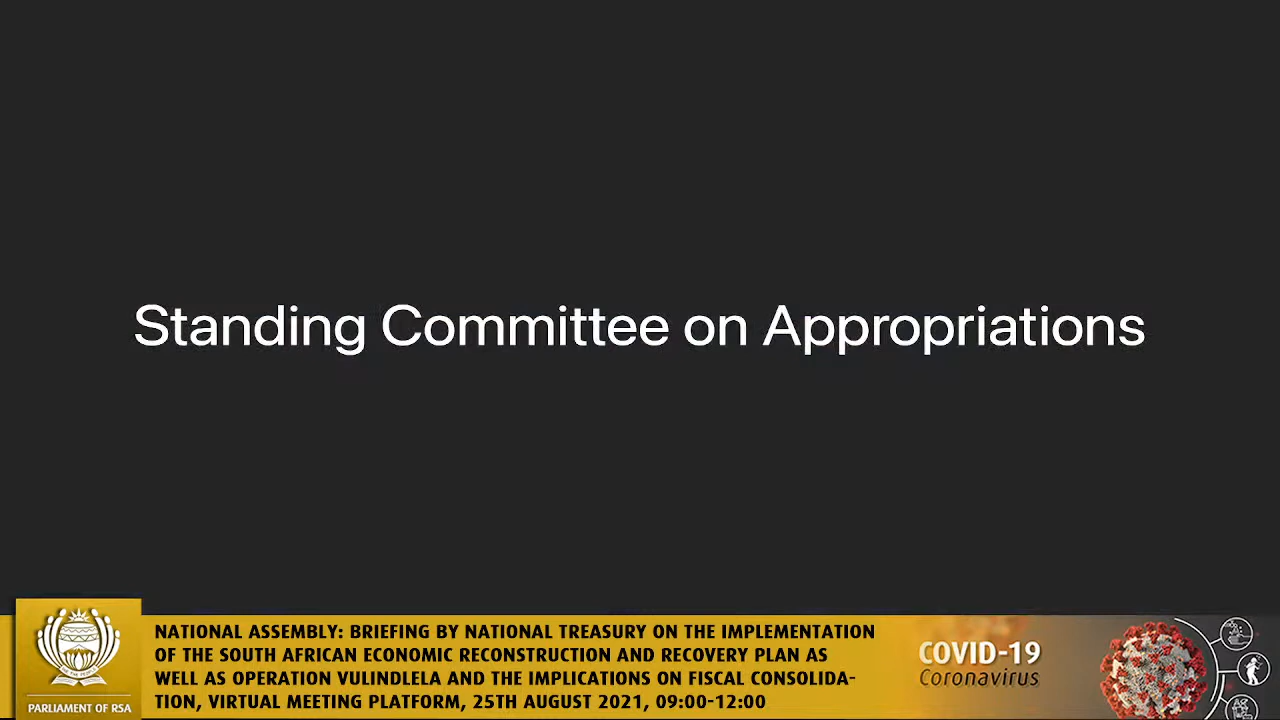 Standing Committee on Appropriations
NATIONAL ASSEMBLY: BRIEFING BY NATIONAL TREASURY ON THE IMPLEMENTATION
OF THE SOUTH AFRICAN ECONOMIC RECONSTRUCTION AND RECOVERY PLAN AS
WELL AS OPERATION VULINDLELA AND THE IMPLICATIONS ON FISCAL CONSOLIDA-
TION, VIRTUAL MEETING PLATFORM, 25TH AUGUST 2021, 09:00-12:00
PARLIAMENT OF RSA
COVID-19
Coronavirus